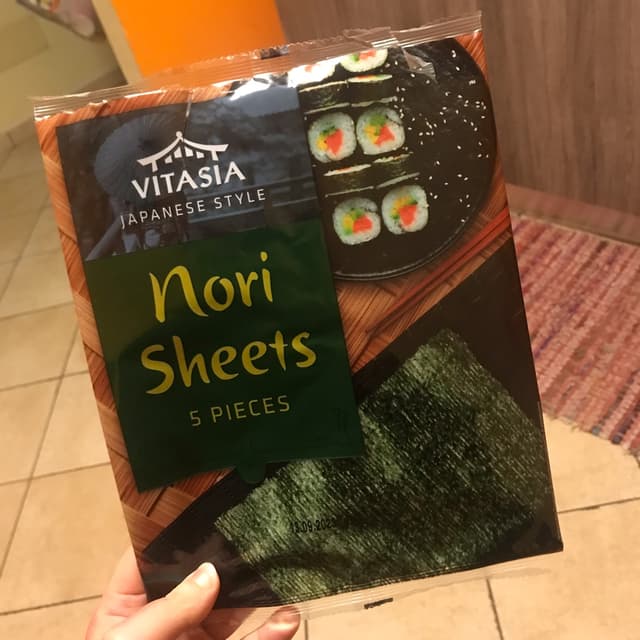 VITASIA
JAPANESE STYLE
Nori
Sheets
5 PIECES